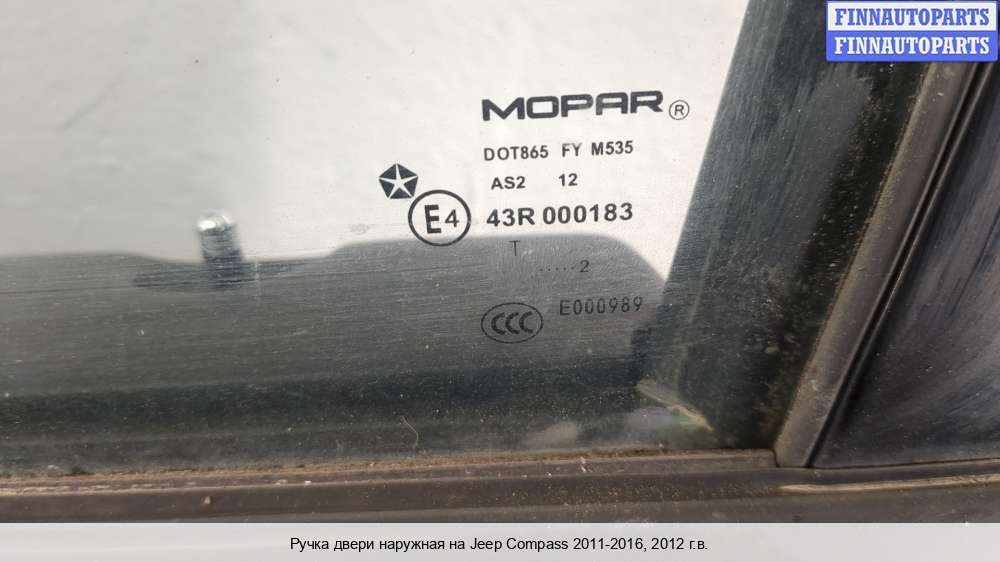 FINNAUTOPARTS
FINNAUTOPARTS
MOPAR®
DOT865 FY M535
AS2 12
E4 43R 000183
T
.....2
CCC E000989
Ручка двери наружная на Jeep Compass 2011-2016, 2012 г.в.